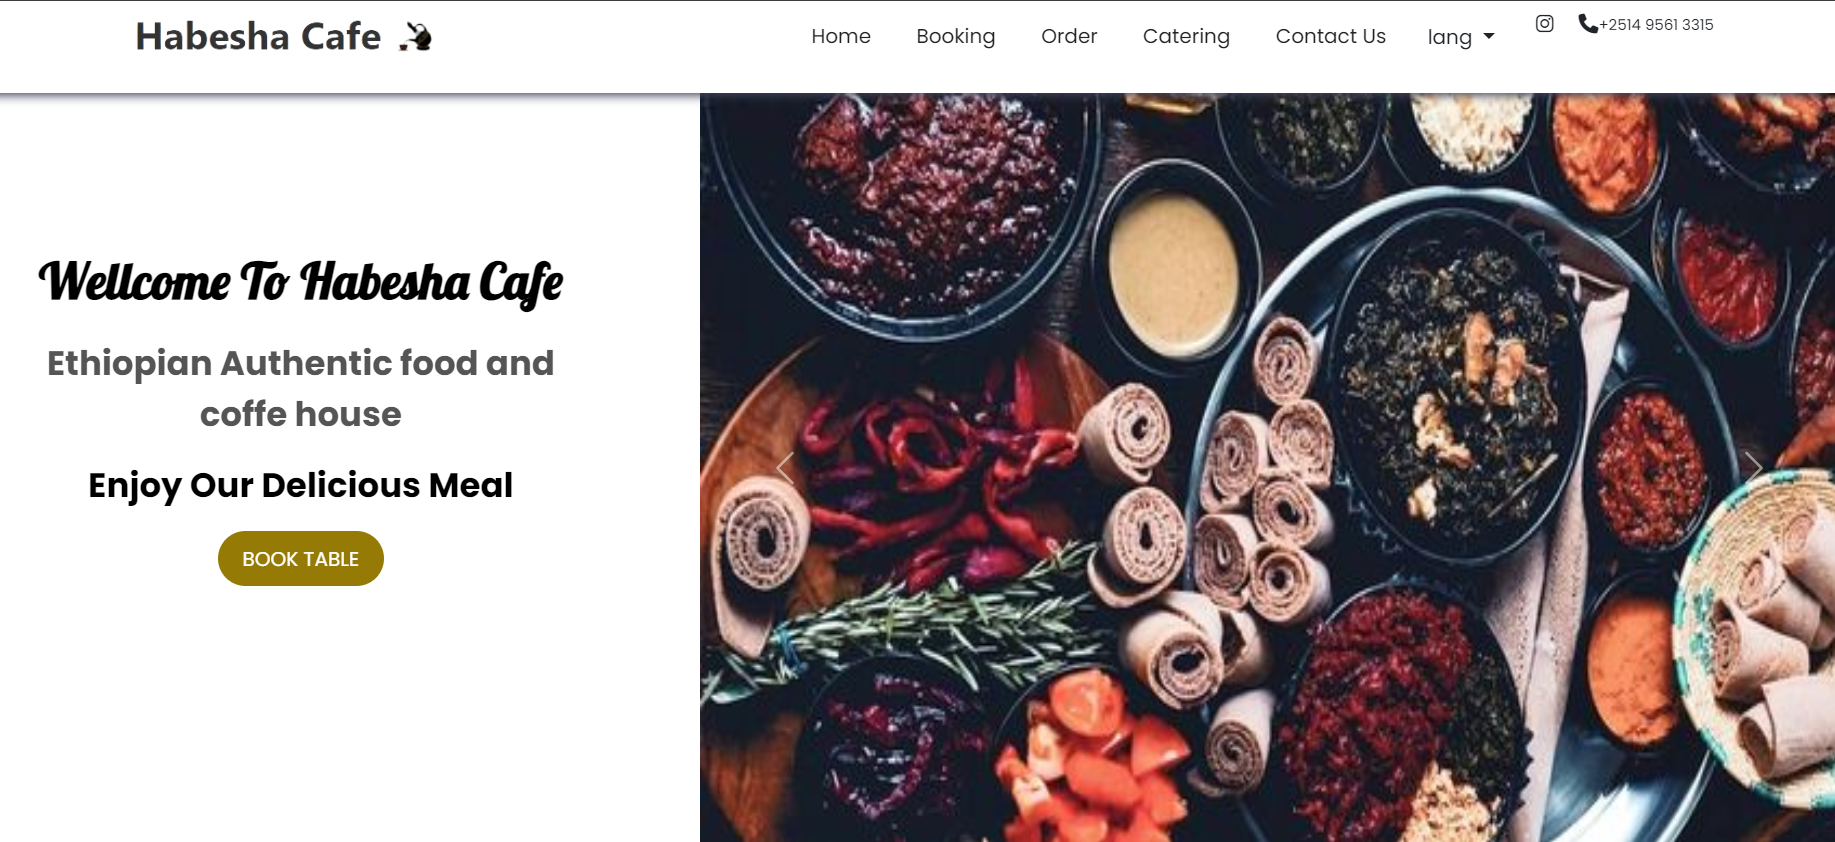 Habesha Cafe
Home Booking Order Catering Contact Us lang +2514 9561 3315
Wellcome To Habesha Cafe
Ethiopian Authentic food and
coffe house
Enjoy Our Delicious Meal
BOOK TABLE